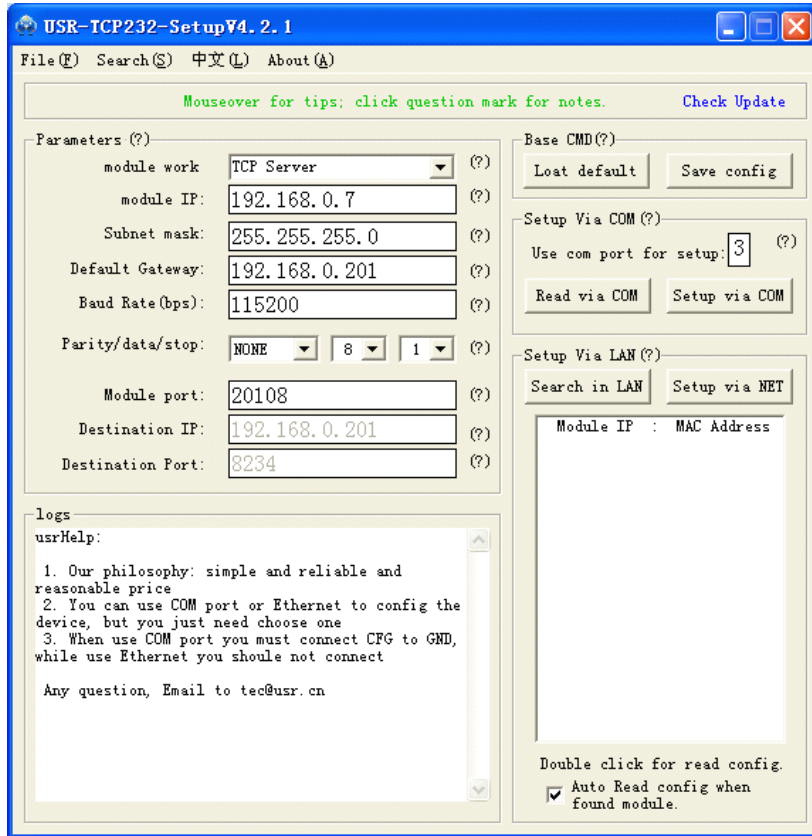 USR-TCP232-SetupV4.2.1
File(F) Search(S) 中文(L) About(A)
Mouseover for tips; click question mark for notes. Check Update
Parameters (?)
module work TCP Server (?)
module IP: 192.168.0.7 (?)
Subnet mask: 255.255.255.0 (?)
Default Gateway: 192.168.0.201 (?)
Baud Rate(bps): 115200 (?)
Parity/data/stop: NONE 8 1 (?)
Module port: 20108 (?)
Destination IP: 192.168.0.201 (?)
Destination Port: 8234 (?)
Base CMD(?)
Loat default Save config
Setup Via COM(?)
Use com port for setup: 3 (?)
Read via COM Setup via COM
Setup Via LAN(?)
Search in LAN Setup via NET
Module IP : MAC Address
Double click for read config.
Auto Read config when
found module.
logs
usrHelp:
1. Our philosophy: simple and reliable and
reasonable price
2. You can use COM port or Ethernet to config the
device, but you just need choose one
3. When use COM port you must connect CFG to GND,
while use Ethernet you shoule not connect
Any question, Email to tec@usr.cn